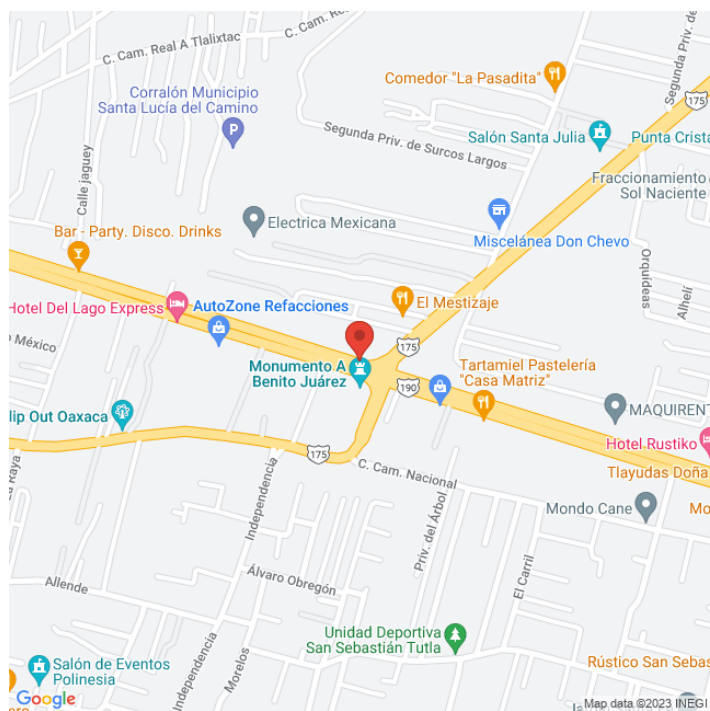 C. Cam. Real A Tlalixtac
C. Cam. Rea
Segunda Priv. d
Comedor "La Pasadita"
175
Corralón Municipio
Santa Lucía del Camino
Segunda Priv. de Surcos Largos
Salón Santa Julia
Punta Crista
Calle jaguey
Fraccionamiento
Sol Naciente
Electrica Mexicana
Bar - Party. Disco. Drinks
Miscelánea Don Chevo
Orquídeas
Alhelí
Hotel Del Lago Express
AutoZone Refacciones
El Mestizaje
o México
175
Monumento A
Benito Juárez
Tartamiel Pastelería
"Casa Matriz"
190
lip Out Oaxaca
MAQUIRENT
Hotel Rustiko
175
C. Cam. Nacional
Tlayudas Doña
a Raya
Independencia
Mondo Cane
Mo
Priv. del Árbol
El Carril
Allende
Álvaro Obregón
Unidad Deportiva
San Sebastián Tutla
Independencia
Morelos
Salón de Eventos
Polinesia
Rústico San Sebas
Google
ero
Map data ©2023 INEGI